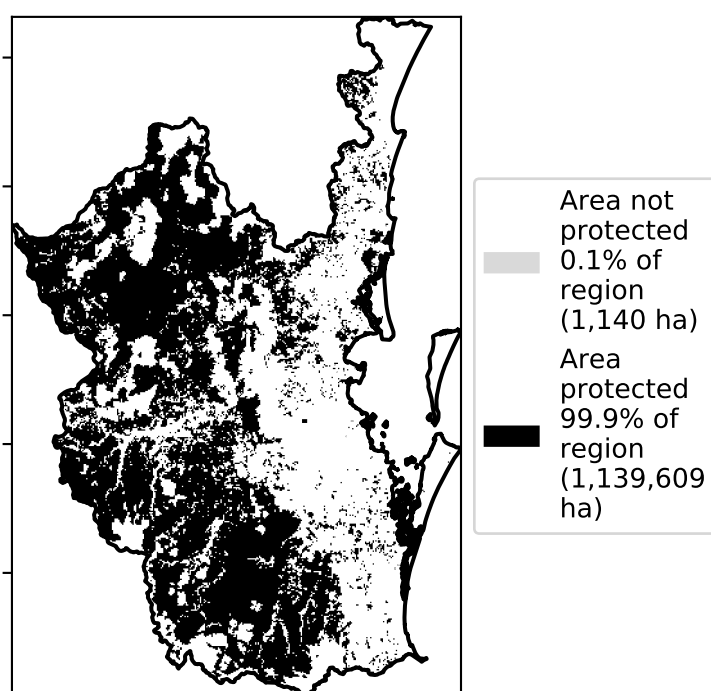 Area not
protected
0.1% of
region
(1,140 ha)
Area
protected
99.9% of
region
(1,139,609
ha)